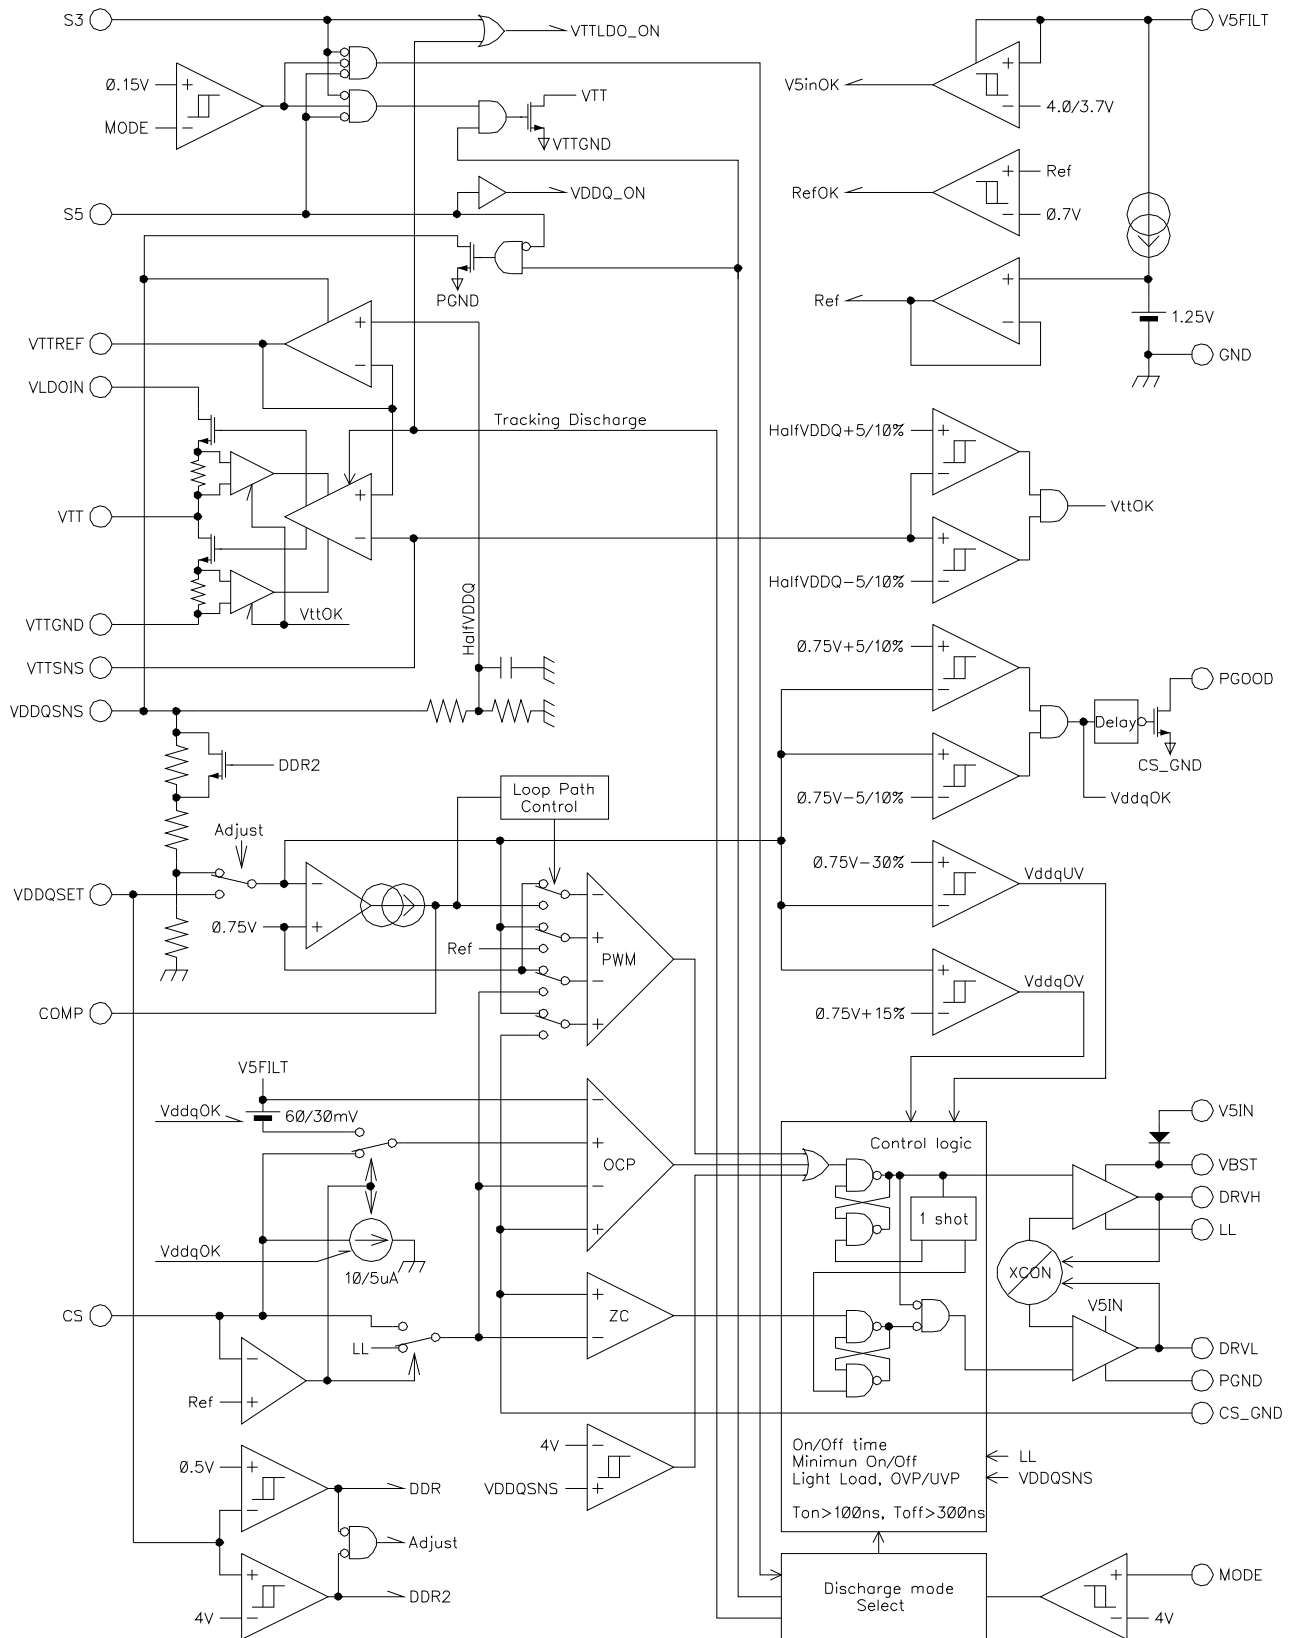 S3
VTTLDO_ON
V5FILT
0.15V
MODE
VTT
VTTGND
V5inOK
4.0/3.7V
Ref
RefOK
0.7V
S5
VDDQ_ON
PGND
Ref
1.25V
GND
VTTREF
VLDOIN
Tracking Discharge
HalfVDDQ+5/10%
VTT
VttOK
HalfVDDQ-5/10%
HalfVDDQ
VttOK
VTTGND
VTTSNS
0.75V+5/10%
PGOOD
VDDQSNS
Delay
CS_GND
DDR2
0.75V-5/10%
VddqOK
Loop Path
Control
Adjust
0.75V-30%
VddqUV
VDDQSET
0.75V
Ref
PWM
VddqOV
COMP
0.75V+15%
V5FILT
VddqOK
60/30mV
OCP
Control logic
V5IN
VBST
DRVH
1 shot
LL
VddqOK
10/5uA
XCON
CS
ZC
V5IN
LL
DRVL
PGND
Ref
CS_GND
4V
VDDQSNS
On/Off time
Minimun On/Off
Light Load, OVP/UVP
LL
VDDQSNS
Ton>100ns, Toff>300ns
0.5V
DDR
Adjust
DDR2
4V
Discharge mode
Select
MODE
4V